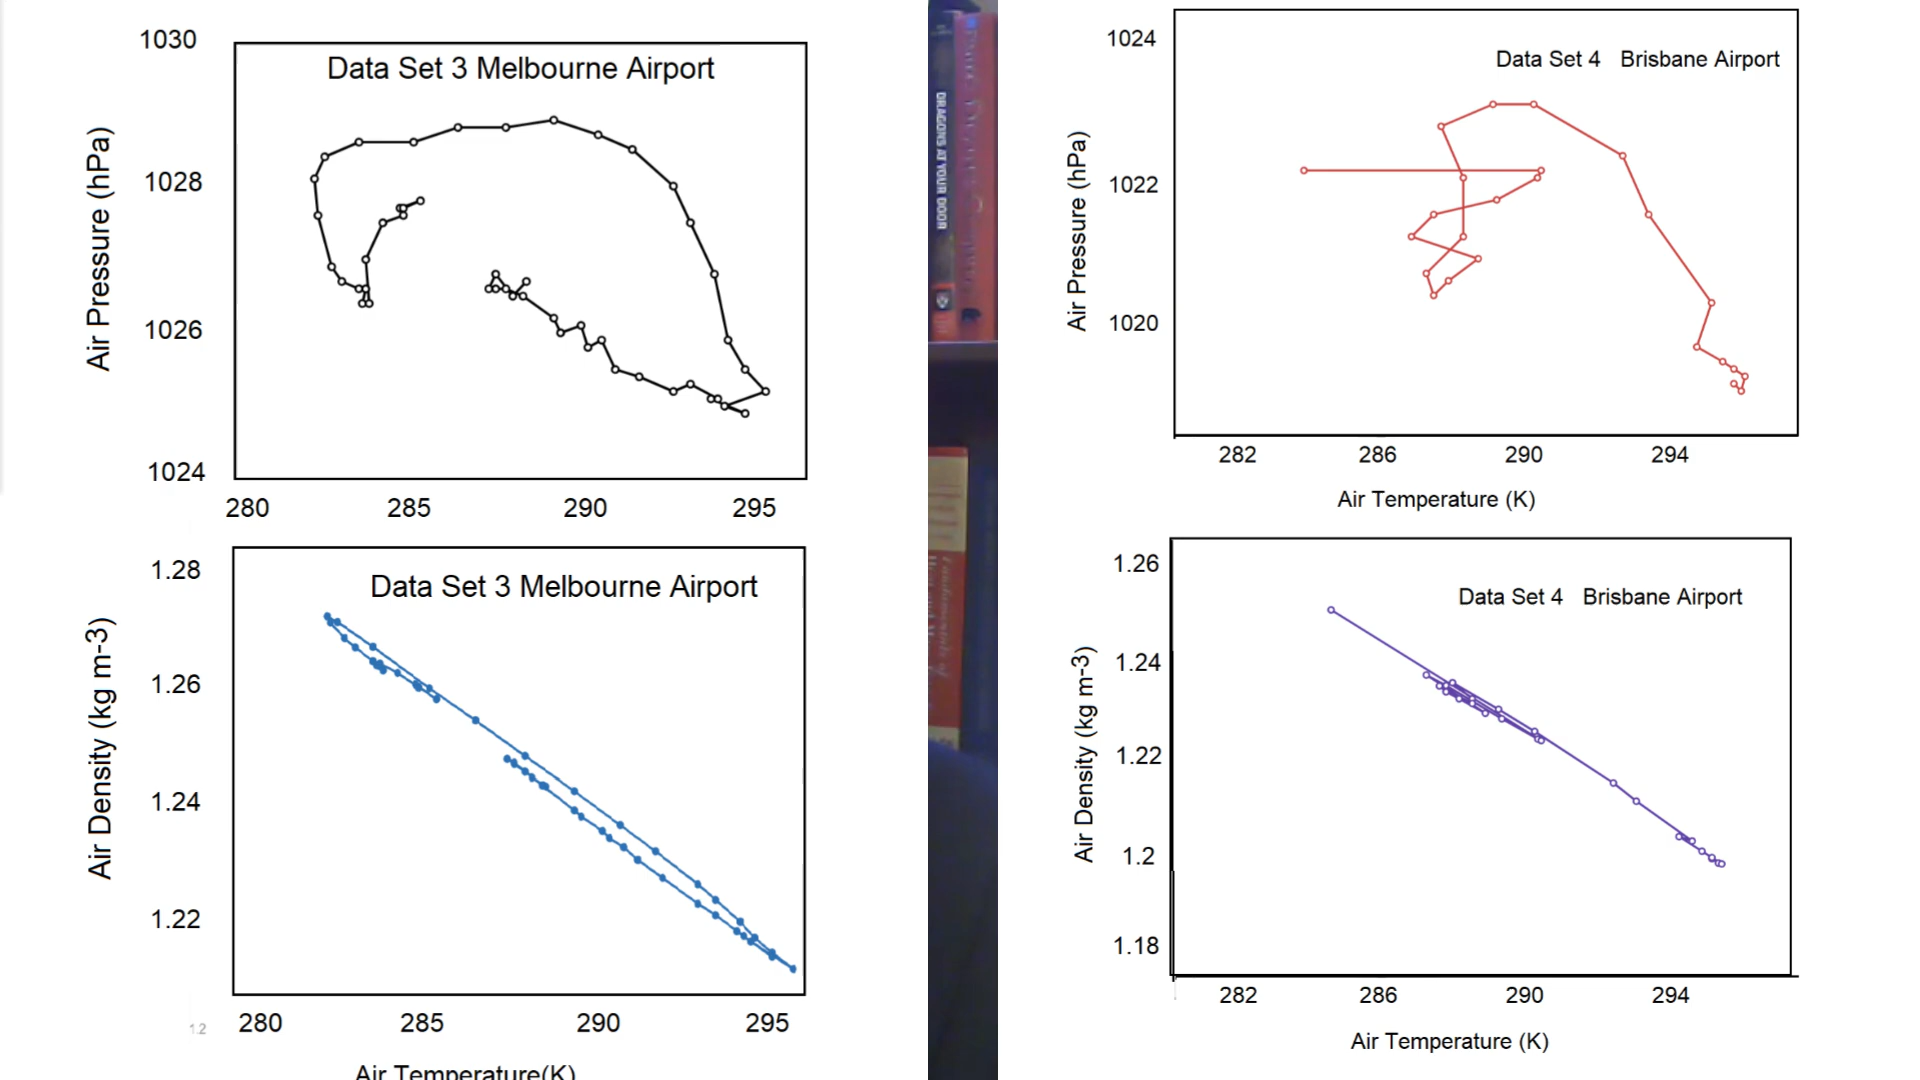 1030
Data Set 3 Melbourne Airport
Air Pressure (hPa)
1028
1026
1024
280 285 290 295
1.28
Data Set 3 Melbourne Airport
Air Density (kg m-3)
1.26
1.24
1.22
1.2
280 285 290 295
Air Temperature(K)
DRAGONS AT YOUR DOOR
1024
Data Set 4 Brisbane Airport
Air Pressure (hPa)
1022
1020
282 286 290 294
Air Temperature (K)
1.26
Data Set 4 Brisbane Airport
Air Density (kg m-3)
1.24
1.22
1.2
1.18
282 286 290 294
Air Temperature (K)